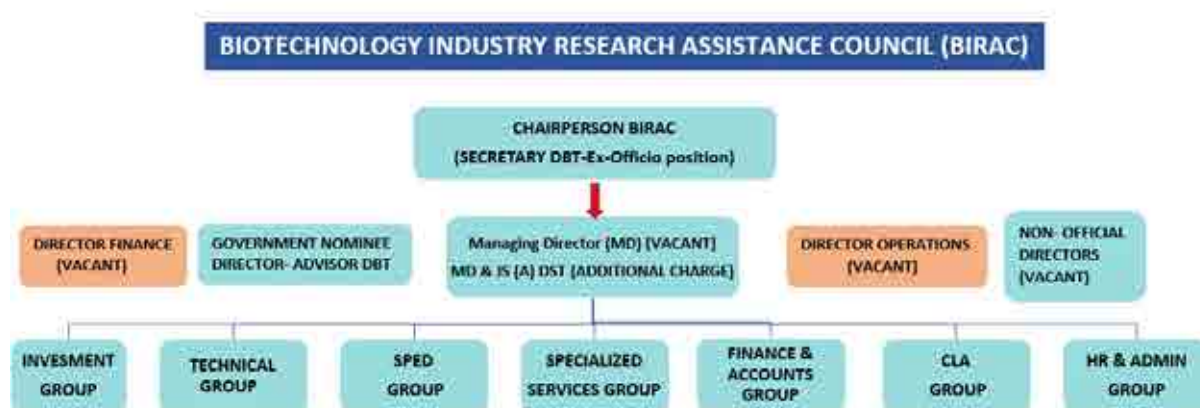 BIOTECHNOLOGY INDUSTRY RESEARCH ASSISTANCE COUNCIL (BIRAC)
CHAIRPERSON BIRAC
(SECRETARY DBT-Ex-Officio position)
DIRECTOR FINANCE
(VACANT)
GOVERNMENT NOMINEE
DIRECTOR- ADVISOR DBT
Managing Director (MD) (VACANT)
MD & JS (A) DST (ADDITIONAL CHARGE)
DIRECTOR OPERATIONS
(VACANT)
NON- OFFICIAL
DIRECTORS
(VACANT)
INVESMENT
GROUP
TECHNICAL
GROUP
SPED
GROUP
SPECIALIZED
SERVICES GROUP
FINANCE &
ACCOUNTS
GROUP
CLA
GROUP
HR & ADMIN
GROUP